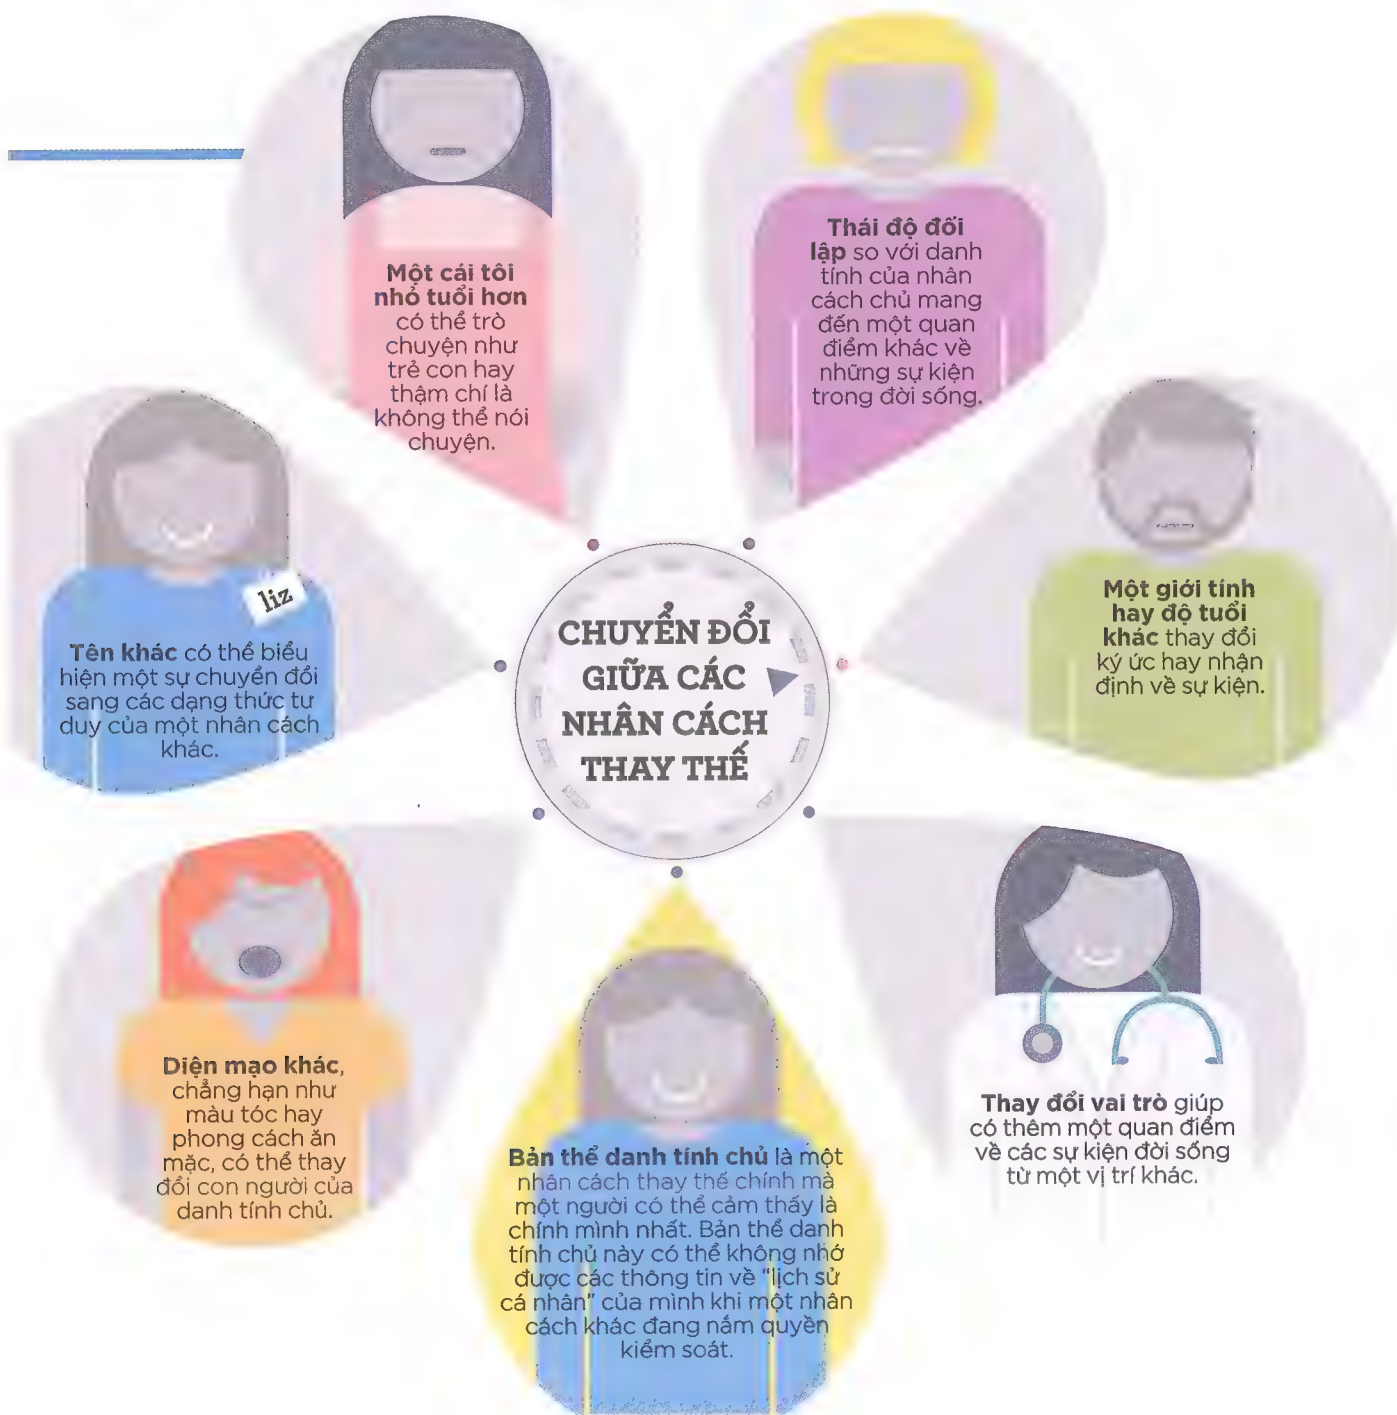 Một cái tôi
nhỏ tuổi hơn
có thể trò
chuyện như
trẻ con hay
thậm chí là
không thể nói
chuyện.
Thái độ đối
lập so với danh
tính của nhân
cách chủ mang
đến một quan
điểm khác về
những sự kiện
trong đời sống.
liz
Tên khác có thể biểu
hiện một sự chuyển đổi
sang các dạng thức tư
duy của một nhân cách
khác.
CHUYỂN ĐỔI
GIỮA CÁC
NHÂN CÁCH
THAY THẾ
Một giới tính
hay độ tuổi
khác thay đổi
ký ức hay nhận
định về sự kiện.
Diện mạo khác,
chẳng hạn như
màu tóc hay
phong cách ăn
mặc, có thể thay
đổi con người của
danh tính chủ.
Bản thể danh tính chủ là một
nhân cách thay thế chính mà
một người có thể cảm thấy là
chính mình nhất. Bản thể danh
tính chủ này có thể không nhớ
được các thông tin về "lịch sử
cá nhân" của mình khi một nhân
cách khác đang nắm quyền
kiểm soát.
Thay đổi vai trò giúp
có thêm một quan điểm
về các sự kiện đời sống
từ một vị trí khác.